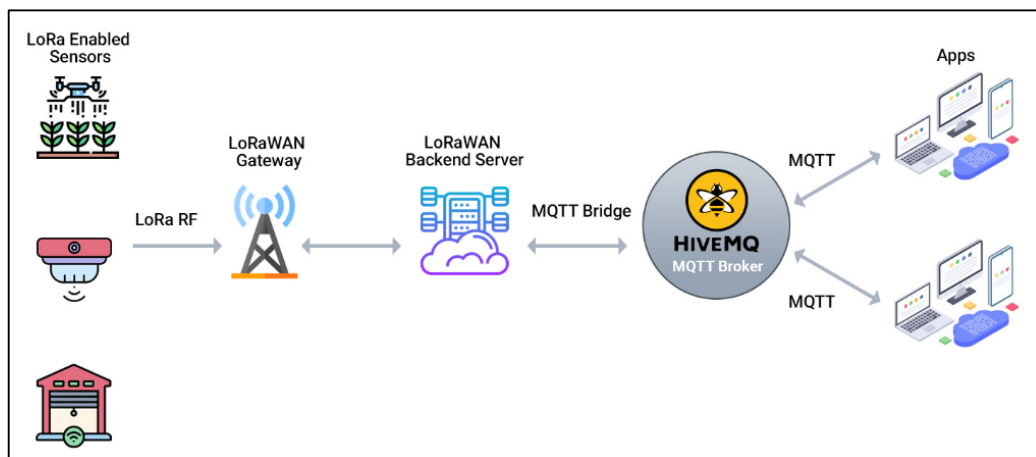 LoRa Enabled
Sensors
LoRa RF
LoRaWAN
Gateway
LoRaWAN
Backend Server
MQTT Bridge
HIVEMQ
MQTT Broker
MQTT
MQTT
Apps